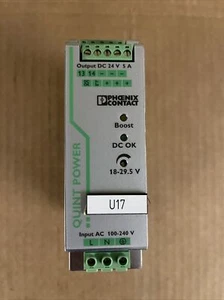 Output DC 24 V 5 A
13 14 + + − − −
PHŒNIX
CONTACT
Boost
DC OK
18-29.5 V
QUINT POWER
U17
Input AC 100-240 V
L N